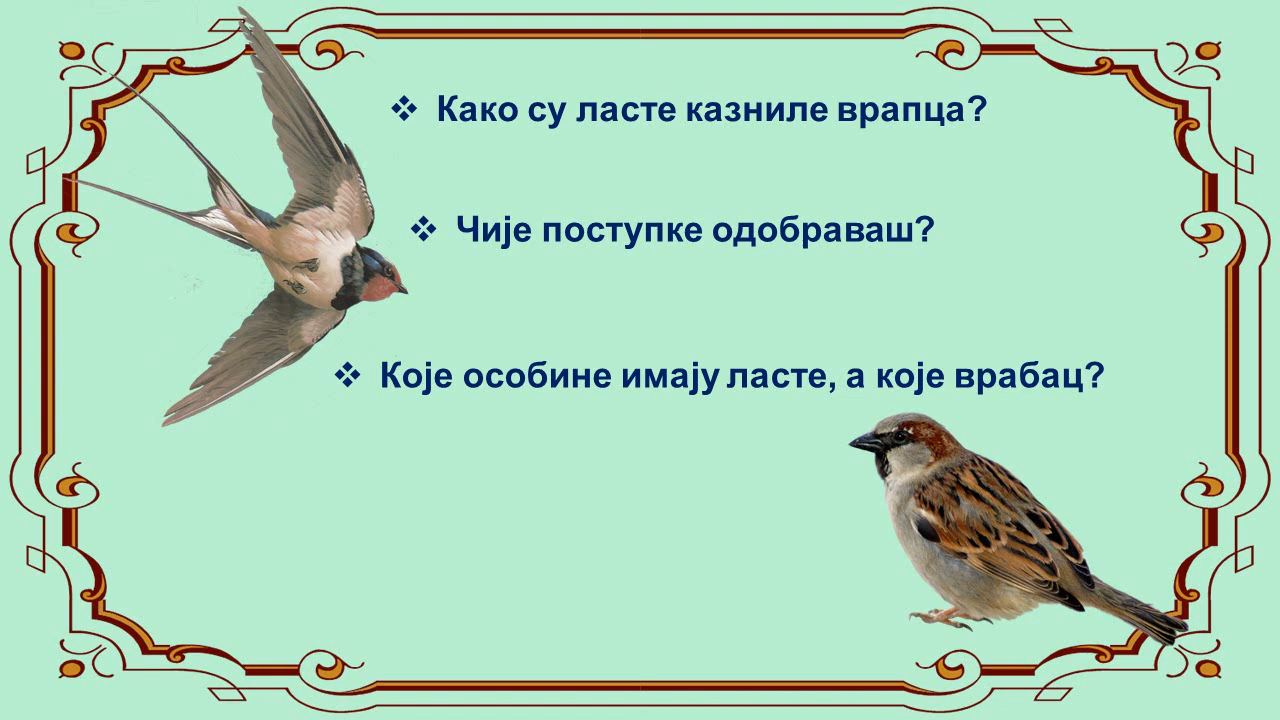 ❖ Како су ласте казниле врапца?
❖ Чије поступке одобраваш?
❖ Које особине имају ласте, а које врабац?